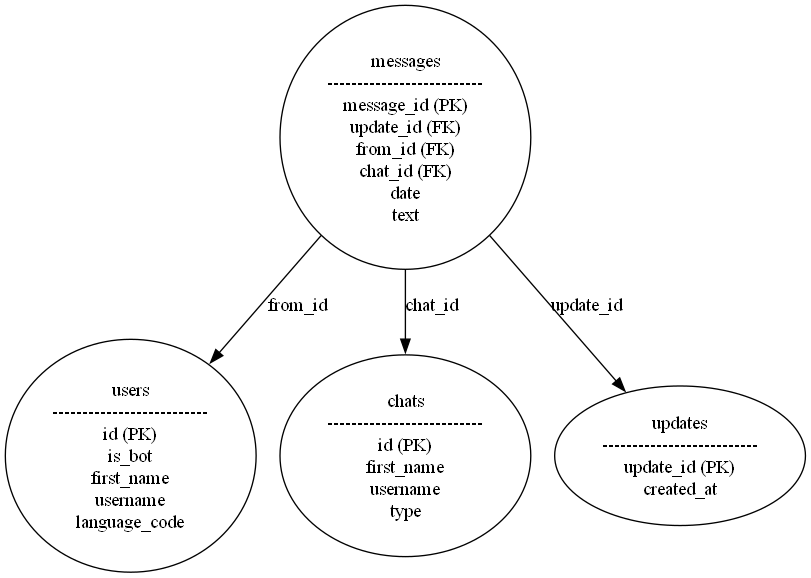 messages
----------------------
message_id (PK)
update_id (FK)
from_id (FK)
chat_id (FK)
date
text
from_id
chat_id
update_id
users
----------------------
id (PK)
is_bot
first_name
username
language_code
chats
----------------------
id (PK)
first_name
username
type
updates
----------------------
update_id (PK)
created_at